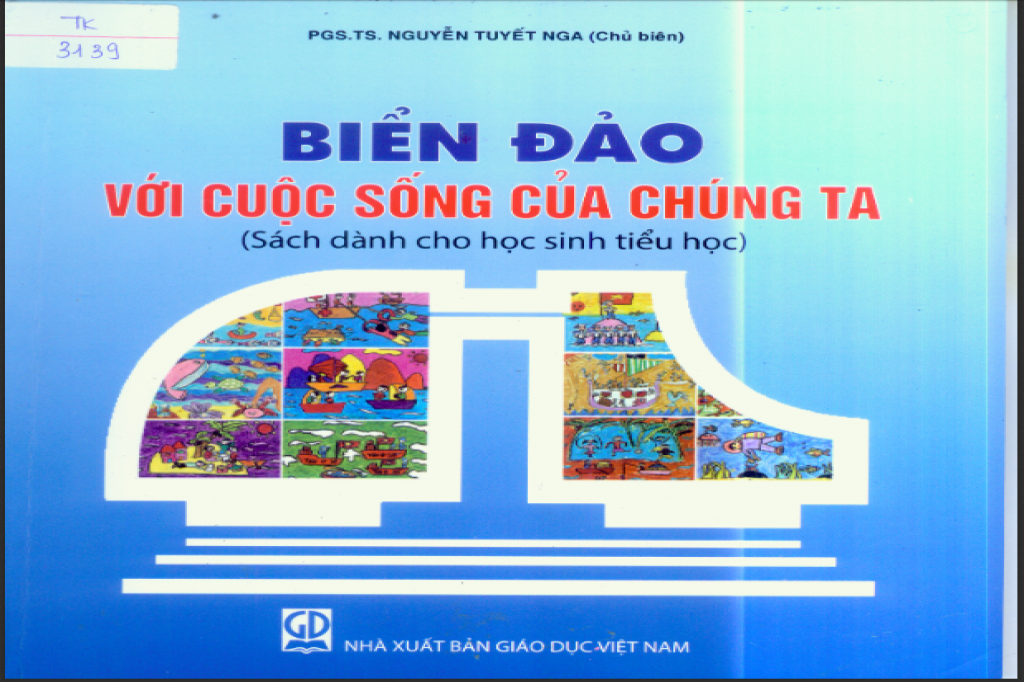 TK
3139
PGS.TS. NGUYỄN TUYẾT NGA (Chủ biên)
BIỂN ĐẢO
VỚI CUỘC SỐNG CỦA CHÚNG TA
(Sách dành cho học sinh tiểu học)
GD
NHÀ XUẤT BẢN GIÁO DỤC VIỆT NAM